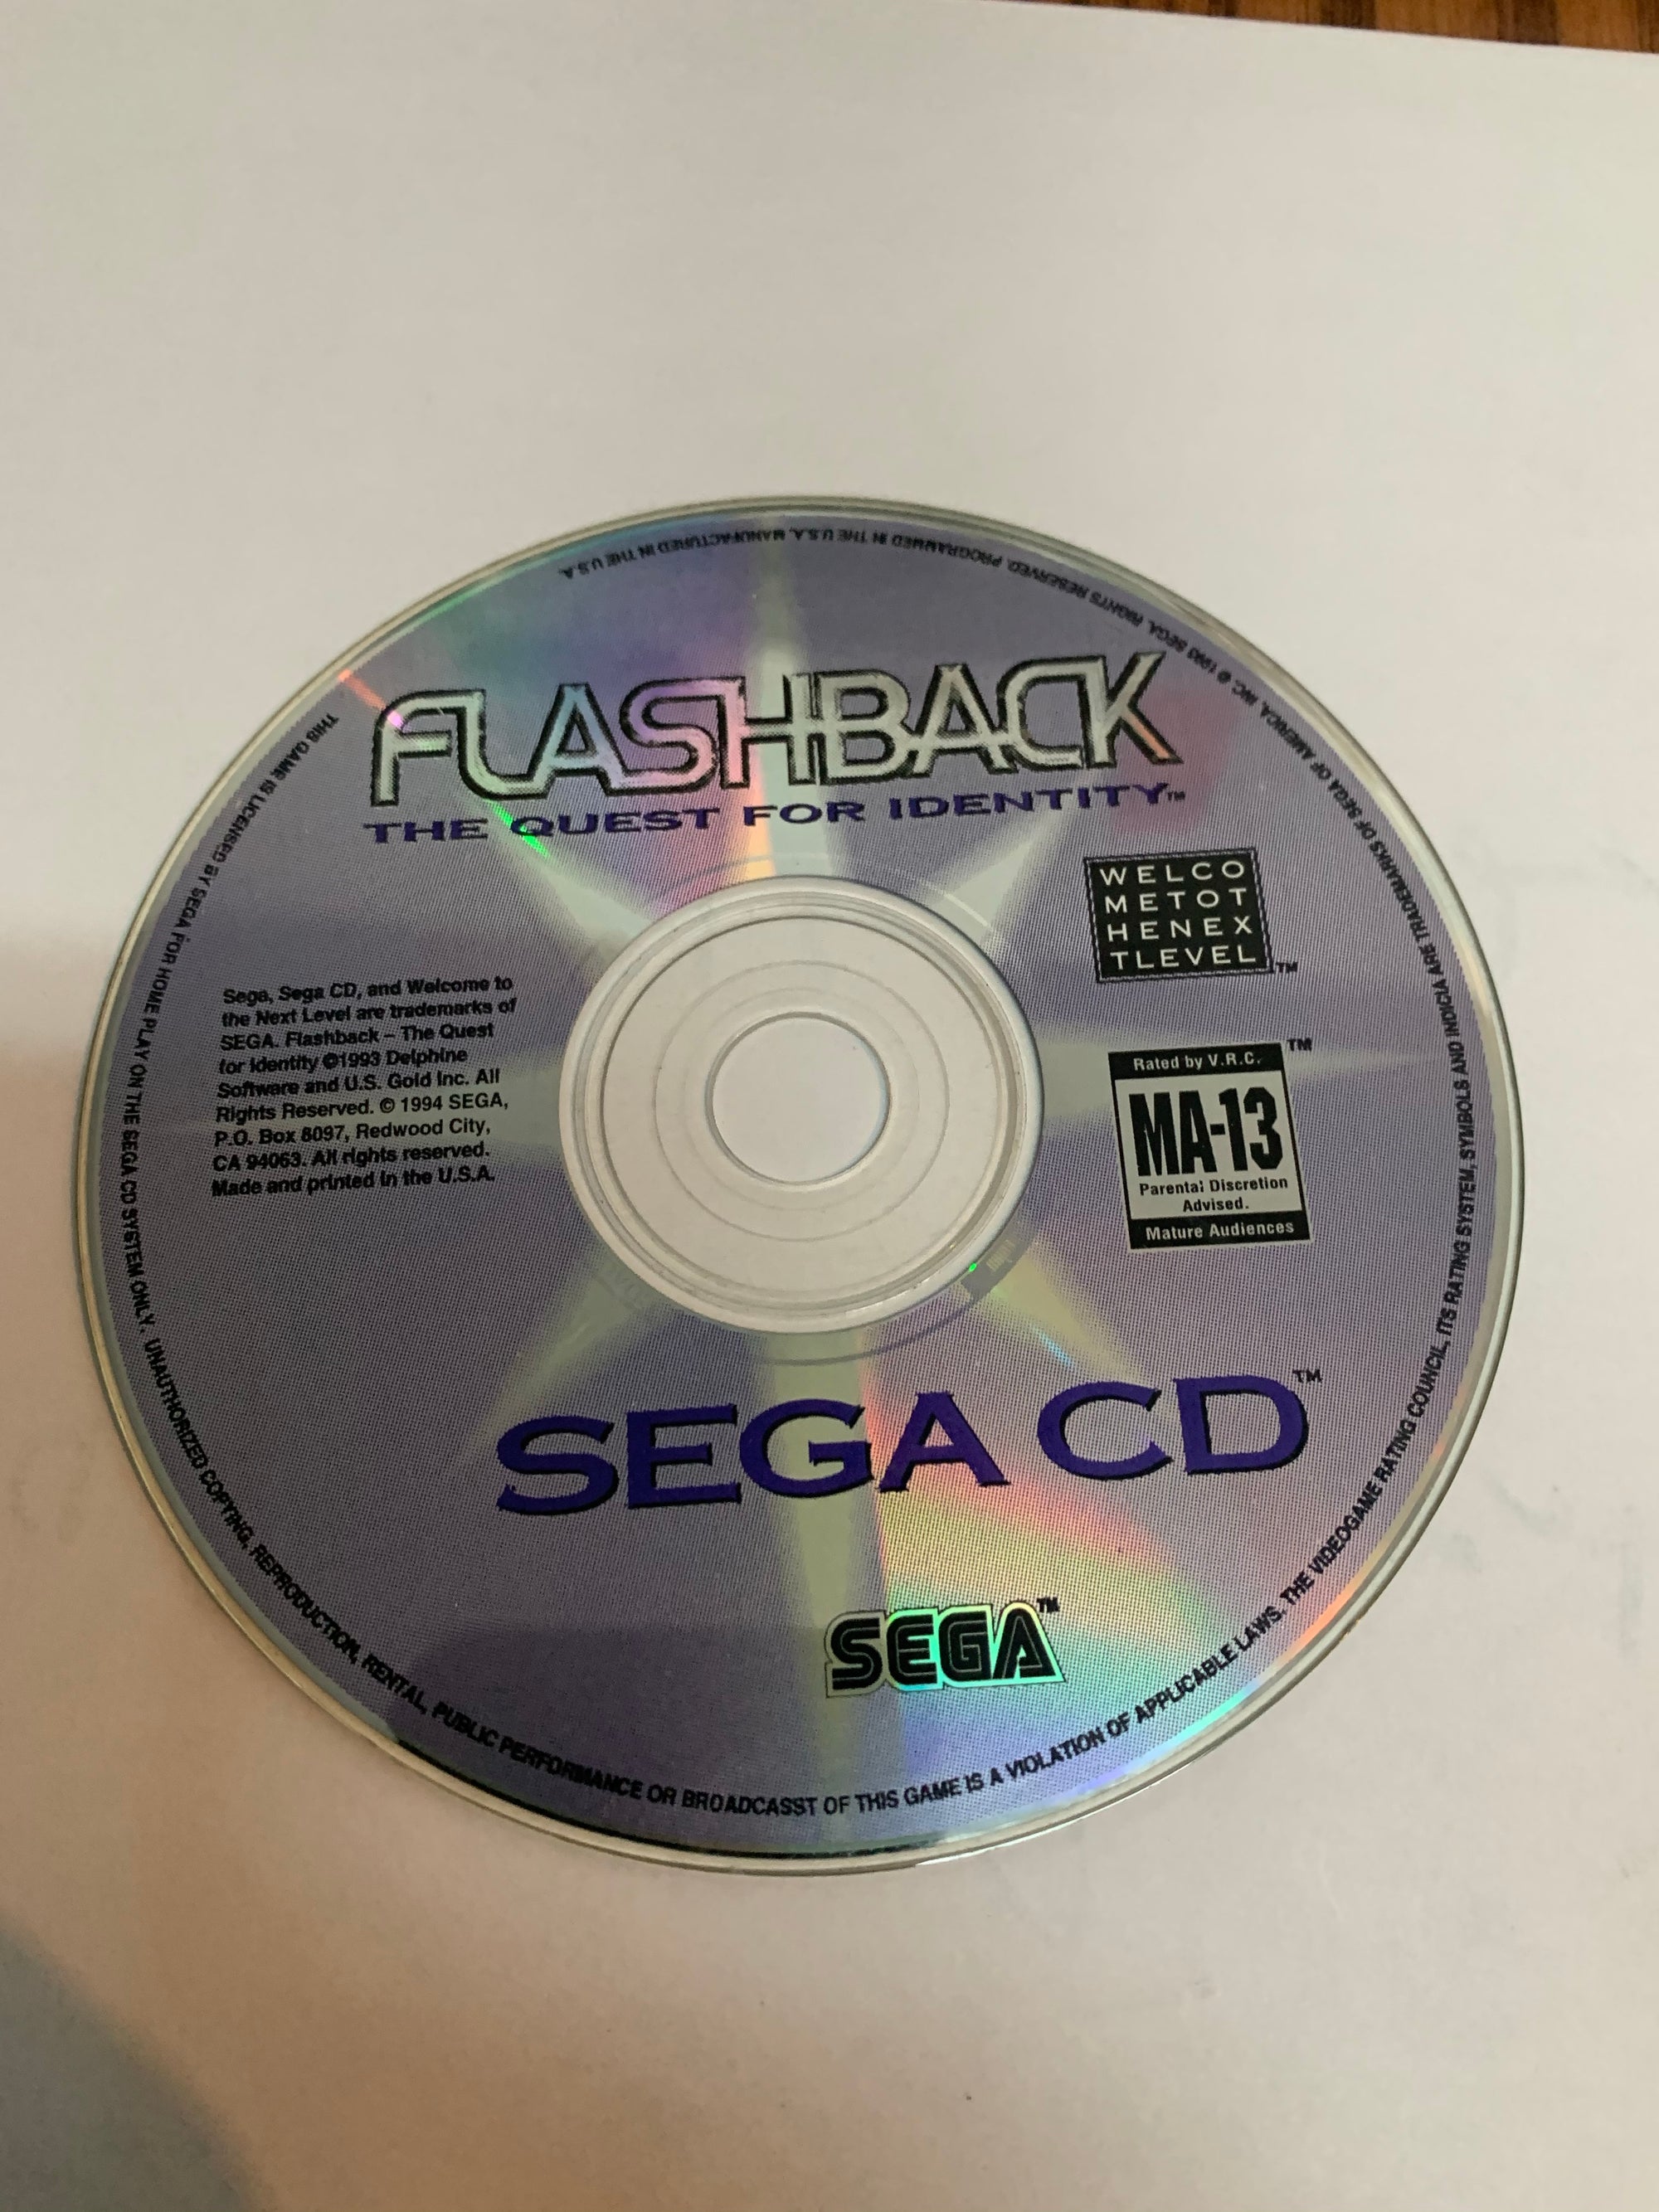 FLASHBACK
THE QUEST FOR IDENTITY™
WELCO
METOT
HENEX
TLEVEL™
Sega, Sega CD, and Welcome to
the Next Level are trademarks of
SEGA. Flashback – The Quest
for Identity ©1993 Delphine
Software and U.S. Gold Inc. All
Rights Reserved. © 1994 SEGA,
P.O. Box 8097, Redwood City,
CA 94063. All rights reserved.
Made and printed in the U.S.A.
Rated by V.R.C. ™
MA-13
Parental Discretion
Advised.
Mature Audiences
SEGA CD™
SEGA™
THIS GAME IS LICENSED BY SEGA FOR HOME PLAY ON THE SEGA CD SYSTEM ONLY. UNAUTHORIZED COPYING, REPRODUCTION, RENTAL, PUBLIC PERFORMANCE OR BROADCASST OF THIS GAME IS A VIOLATION OF APPLICABLE LAWS. THE VIDEOGAME RATING COUNCIL, ITS RATING SYSTEM, SYMBOLS AND INDICIA ARE TRADEMARKS OF SEGA OF AMERICA, INC. © 1993 SEGA. RIGHTS RESERVED. PROGRAMMED IN THE U.S.A. MANUFACTURED IN THE U.S.A.